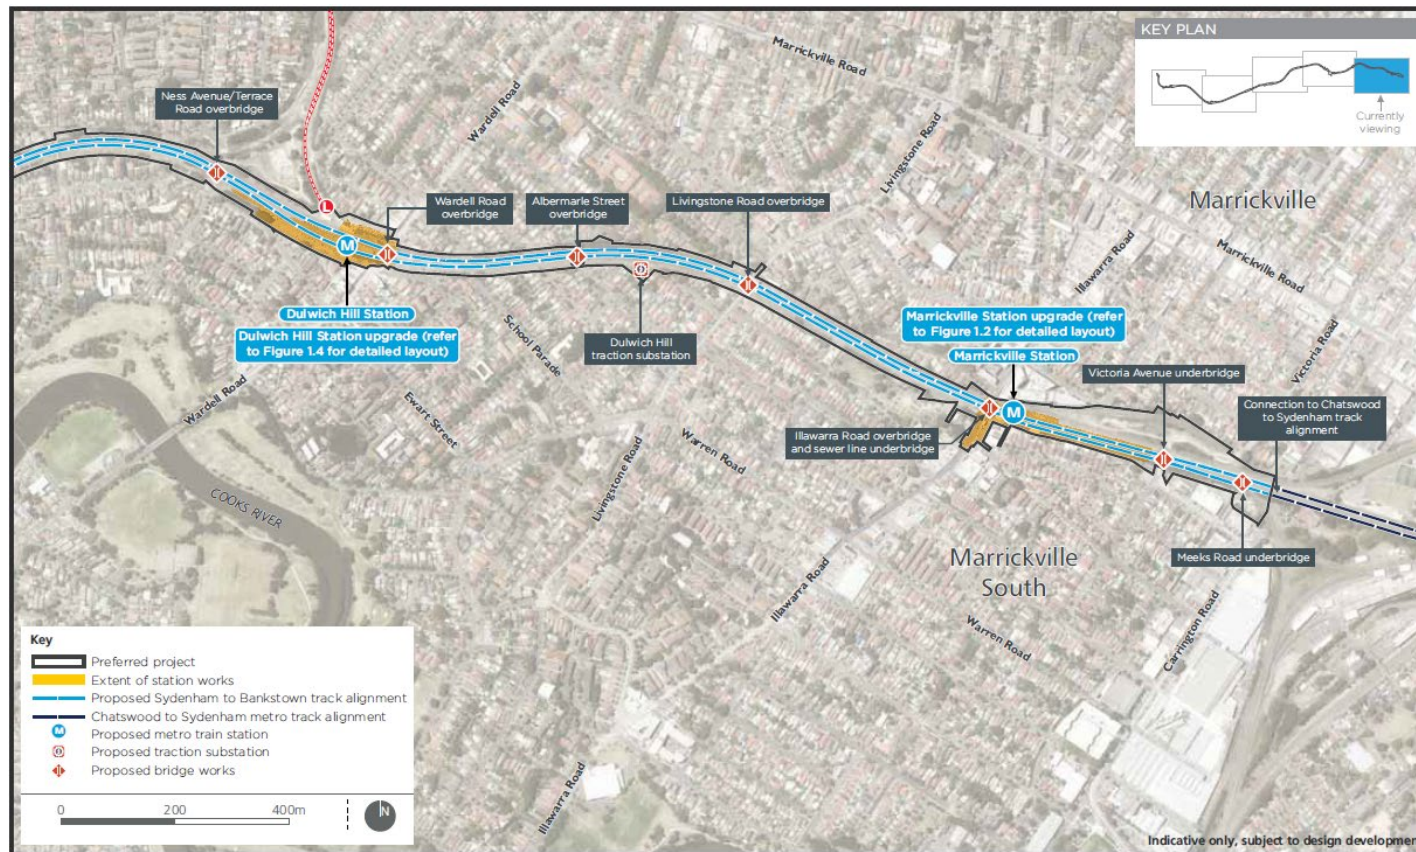 KEY PLAN
Currently
viewing
Marrickville Road
Wardell Road
Livingstone Road
Ness Avenue/Terrace
Road overbridge
L
Wardell Road
overbridge
Albermarle Street
overbridge
Livingstone Road overbridge
Marrickville
Illawarra Road
Marrickville Road
M
Dulwich Hill Station
Dulwich Hill Station upgrade (refer
to Figure 1.4 for detailed layout)
School Parade
Dulwich Hill
traction substation
Marrickville Station upgrade (refer
to Figure 1.2 for detailed layout)
Marrickville Station
Victoria Road
Victoria Avenue underbridge
Connection to Chatswood
to Sydenham track
alignment
M
Wardell Road
Ewart Street
Livingstone Road
Warren Road
Illawarra Road overbridge
and sewer line underbridge
COOKS RIVER
Marrickville
South
Meeks Road underbridge
Illawarra Road
Warren Road
Carrington Road
Illawarra Road
Key
Preferred project
Extent of station works
Proposed Sydenham to Bankstown track alignment
Chatswood to Sydenham metro track alignment
M Proposed metro train station
Proposed traction substation
Proposed bridge works
0 200 400m
N
Indicative only, subject to design developmen